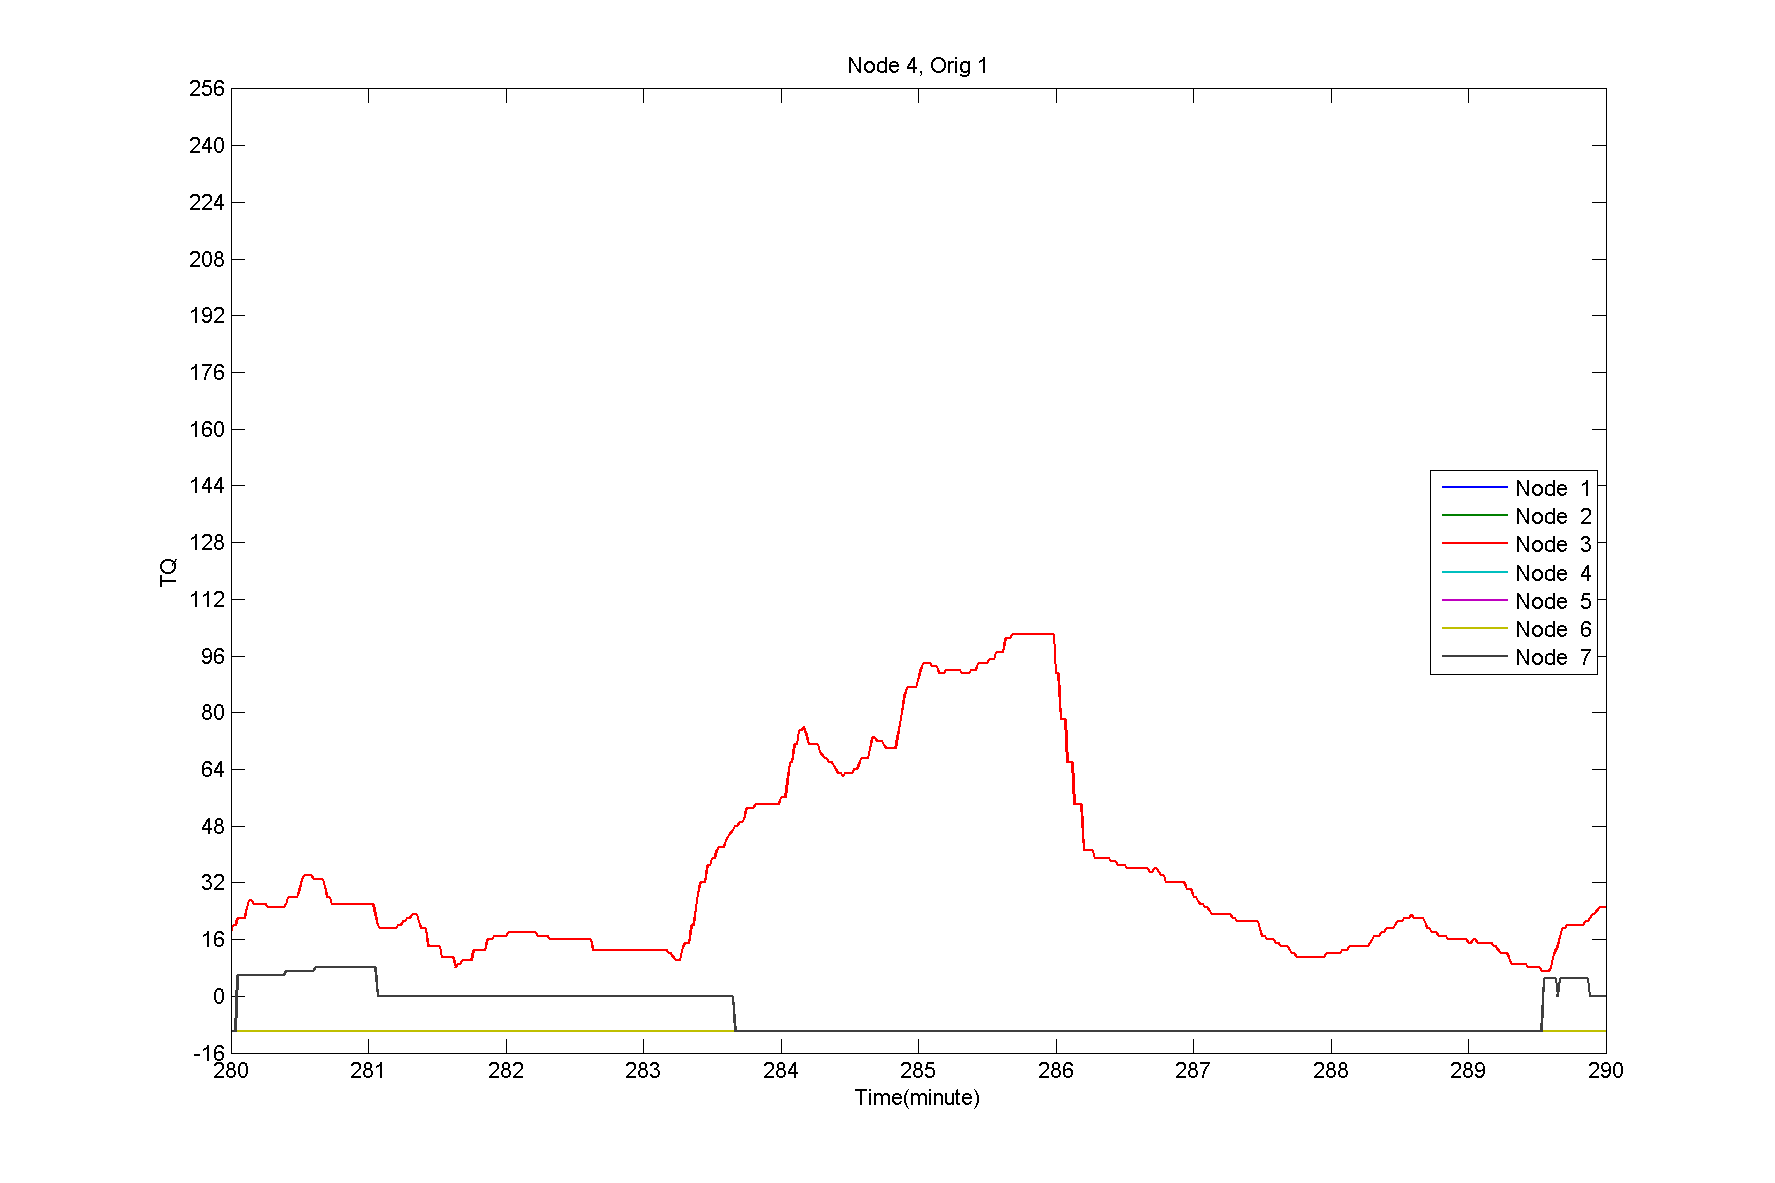 Node 4, Orig 1
256
240
224
208
192
176
160
144
128
112
96
80
64
48
32
16
0
-16
TQ
Node 1
Node 2
Node 3
Node 4
Node 5
Node 6
Node 7
280 281 282 283 284 285 286 287 288 289 290
Time(minute)